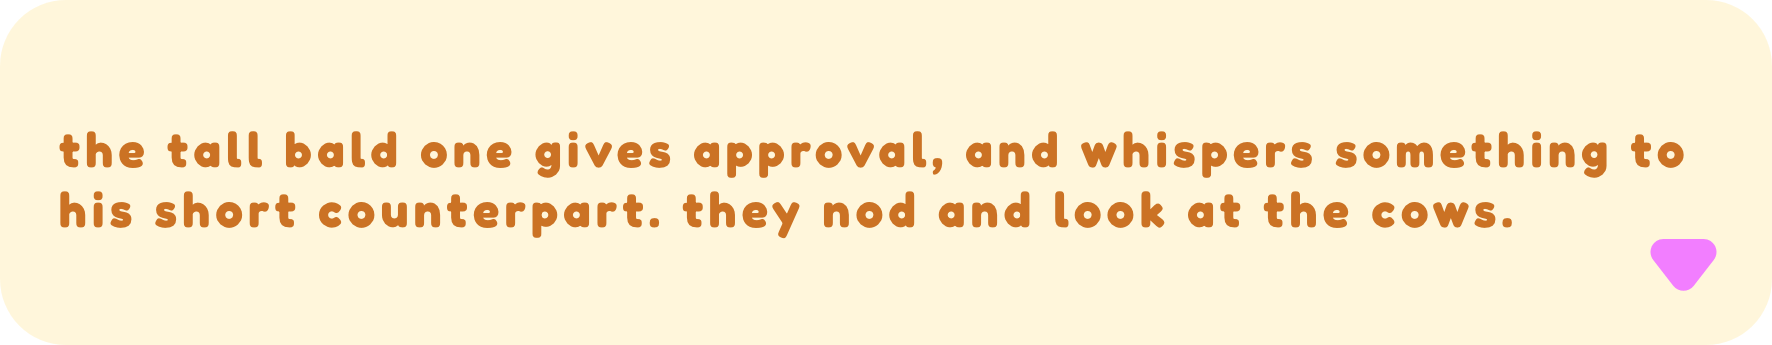 the tall bald one gives approval, and whispers something to
his short counterpart. they nod and look at the cows.